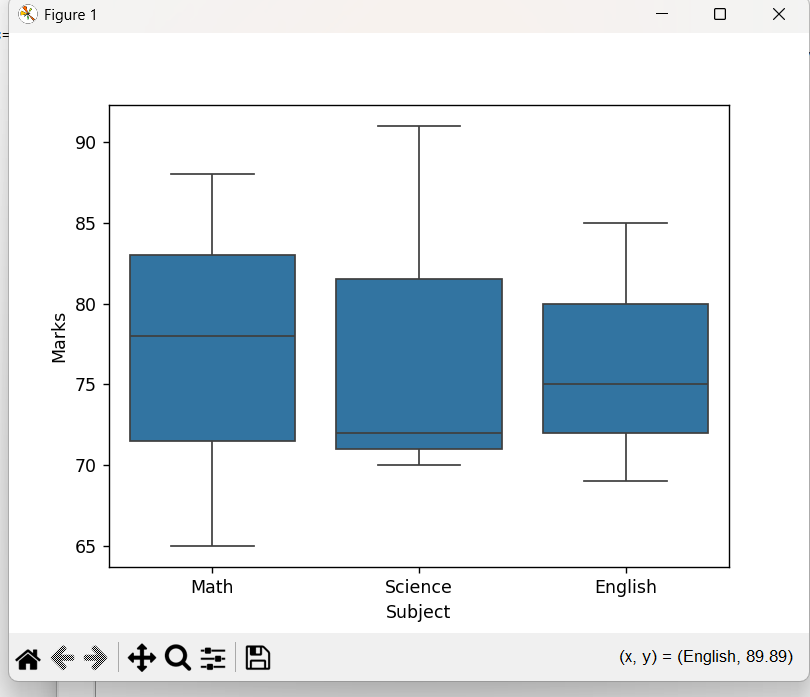 Figure 1
=
90
85
80
75
70
65
Marks
Math Science English
Subject
(x, y) = (English, 89.89)